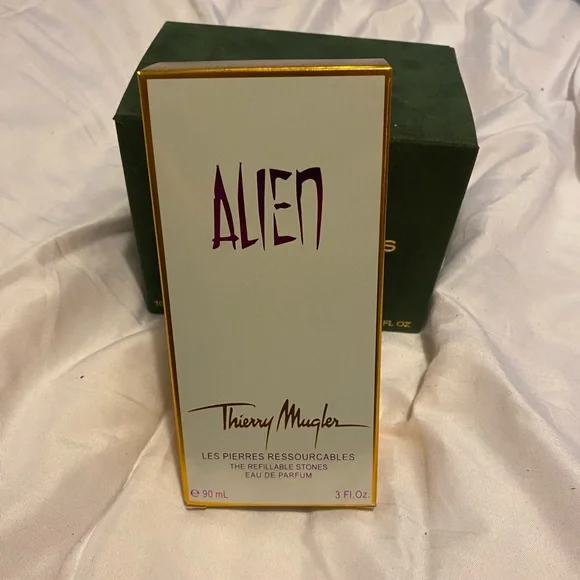 ALIEN
Thierry Mugler
LES PIERRES RESSOURCABLES
THE REFILLABLE STONES
EAU DE PARFUM
℮ 90 mL 3 Fl.Oz.
S
FL OZ